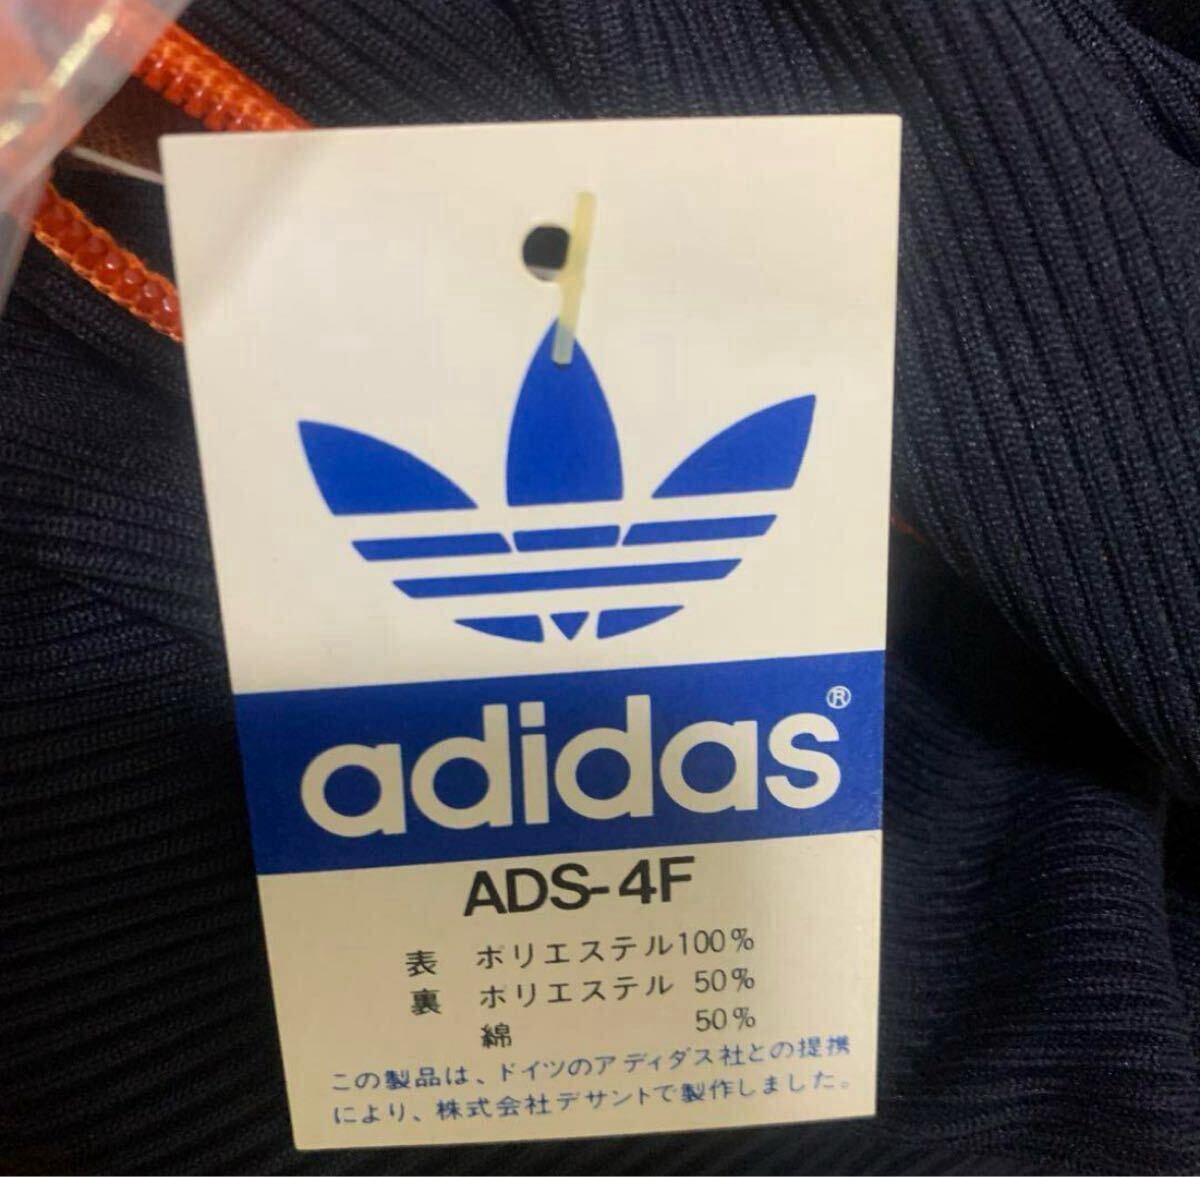 adidas®
ADS-4F
表 ポリエステル100%
裏 ポリエステル 50%
綿 50%
この製品は、ドイツのアディダス社との提携
により、株式会社デサントで製作しました。